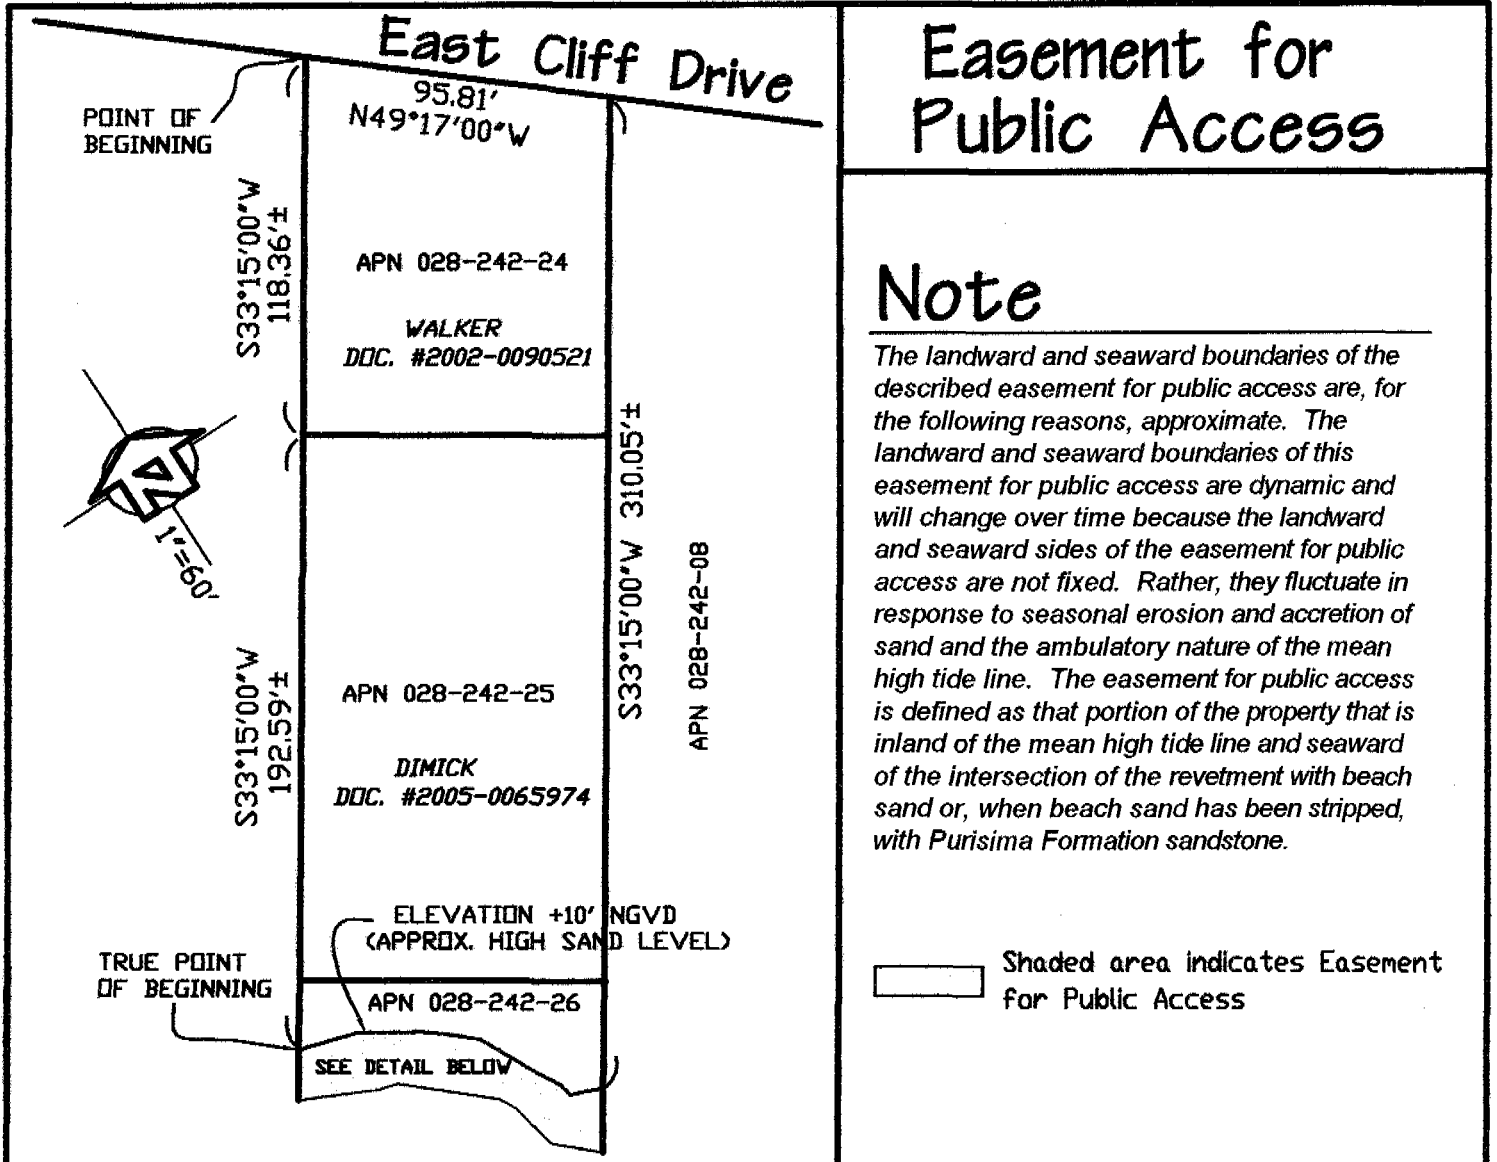 East Cliff Drive
95.81'
N49°17'00"W
POINT OF
BEGINNING
S33°15'00"W
118.36'±
APN 028-242-24
WALKER
DOC. #2002-0090521
N
1"=60'
S33°15'00"W 310.05'±
APN 028-242-08
S33°15'00"W
192.59'±
APN 028-242-25
DIMICK
DOC. #2005-0065974
ELEVATION +10' NGVD
(APPROX. HIGH SAND LEVEL)
TRUE POINT
OF BEGINNING
APN 028-242-26
SEE DETAIL BELOW
Easement for
Public Access
Note
The landward and seaward boundaries of the
described easement for public access are, for
the following reasons, approximate. The
landward and seaward boundaries of this
easement for public access are dynamic and
will change over time because the landward
and seaward sides of the easement for public
access are not fixed. Rather, they fluctuate in
response to seasonal erosion and accretion of
sand and the ambulatory nature of the mean
high tide line. The easement for public access
is defined as that portion of the property that is
inland of the mean high tide line and seaward
of the intersection of the revetment with beach
sand or, when beach sand has been stripped,
with Purisima Formation sandstone.
Shaded area indicates Easement
for Public Access